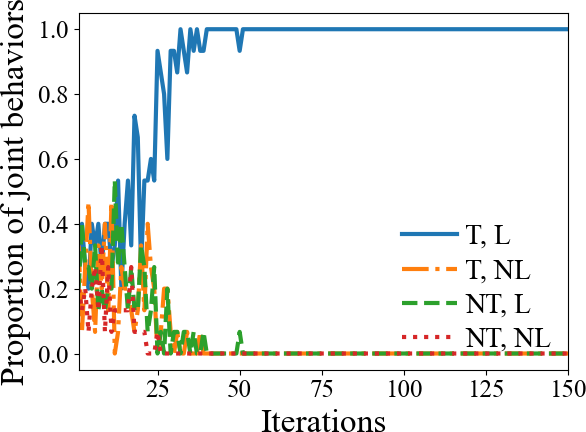 Proportion of joint behaviors
1.0
0.8
0.6
0.4
0.2
0.0
T, L
T, NL
NT, L
NT, NL
25 50 75 100 125 150
Iterations